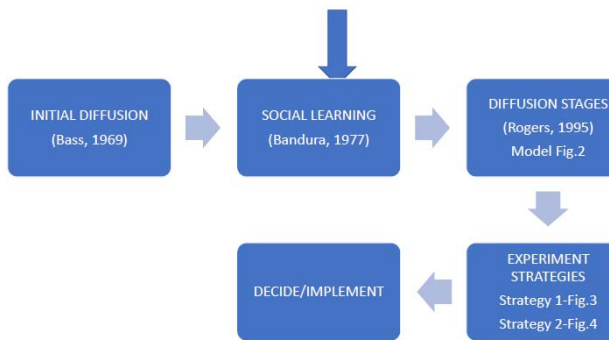 INITIAL DIFFUSION
(Bass, 1969)
SOCIAL LEARNING
(Bandura, 1977)
DIFFUSION STAGES
(Rogers, 1995)
Model Fig.2
EXPERIMENT
STRATEGIES
Strategy 1-Fig.3
Strategy 2-Fig.4
DECIDE/IMPLEMENT